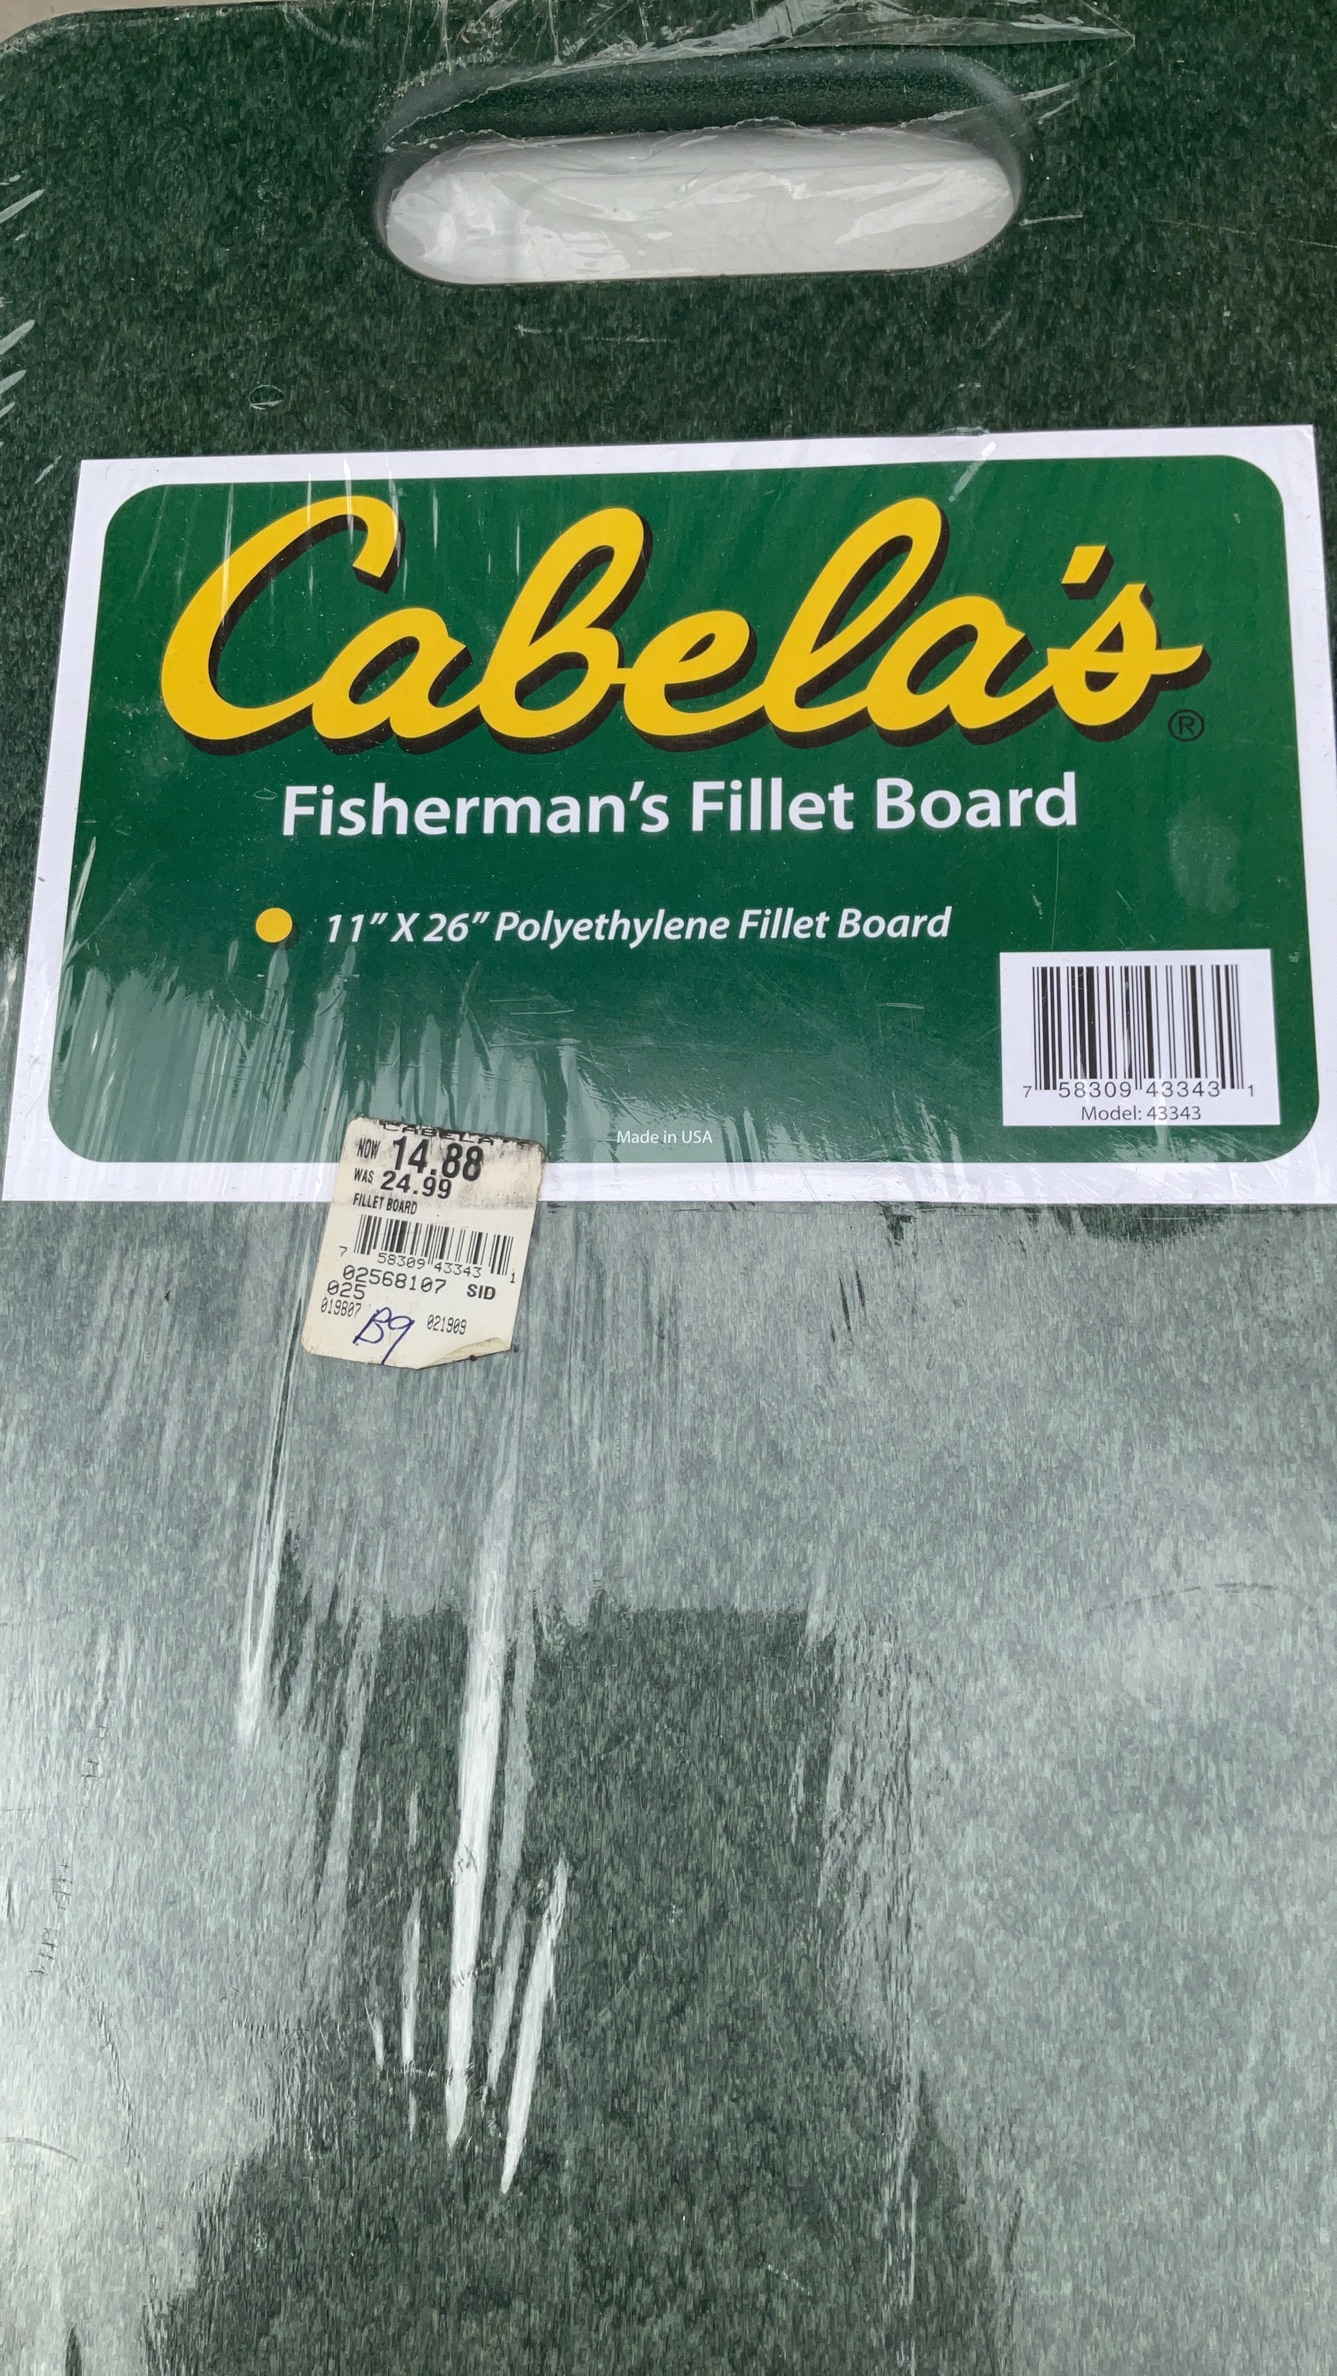 Cabela's®
Fisherman's Fillet Board
11" X 26" Polyethylene Fillet Board
7 58309 43343 1
Model: 43343
Made in USA
CABELA'S
NOW 14.88
WAS 24.99
FILLET BOARD
7 58309 43343 1
02568107 SID
025
019807 B9 021909